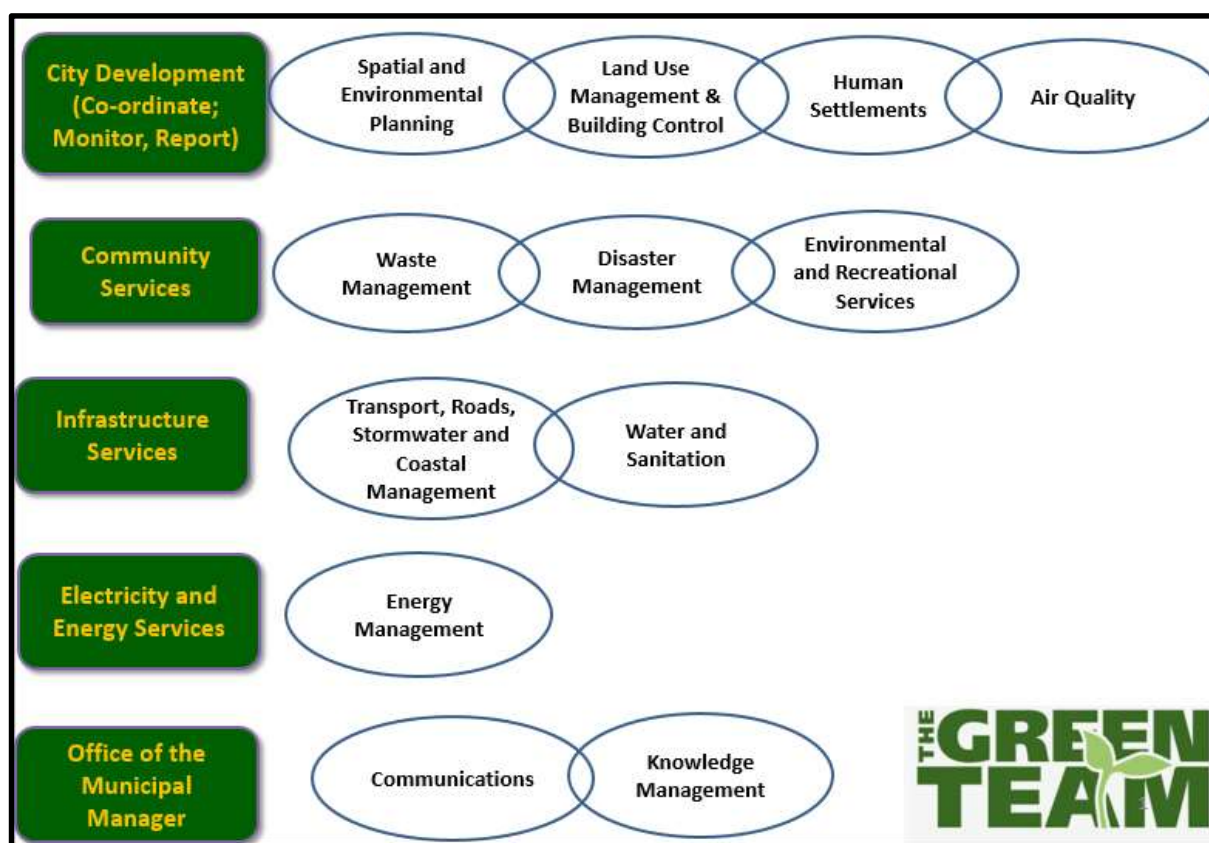 City Development
(Co-ordinate;
Monitor, Report)
Spatial and
Environmental
Planning
Land Use
Management &
Building Control
Human
Settlements
Air Quality
Community
Services
Waste
Management
Disaster
Management
Environmental
and Recreational
Services
Infrastructure
Services
Transport, Roads,
Stormwater and
Coastal
Management
Water and
Sanitation
Electricity and
Energy Services
Energy
Management
Office of the
Municipal
Manager
Communications
Knowledge
Management
THE
GREEN
TEAM
1